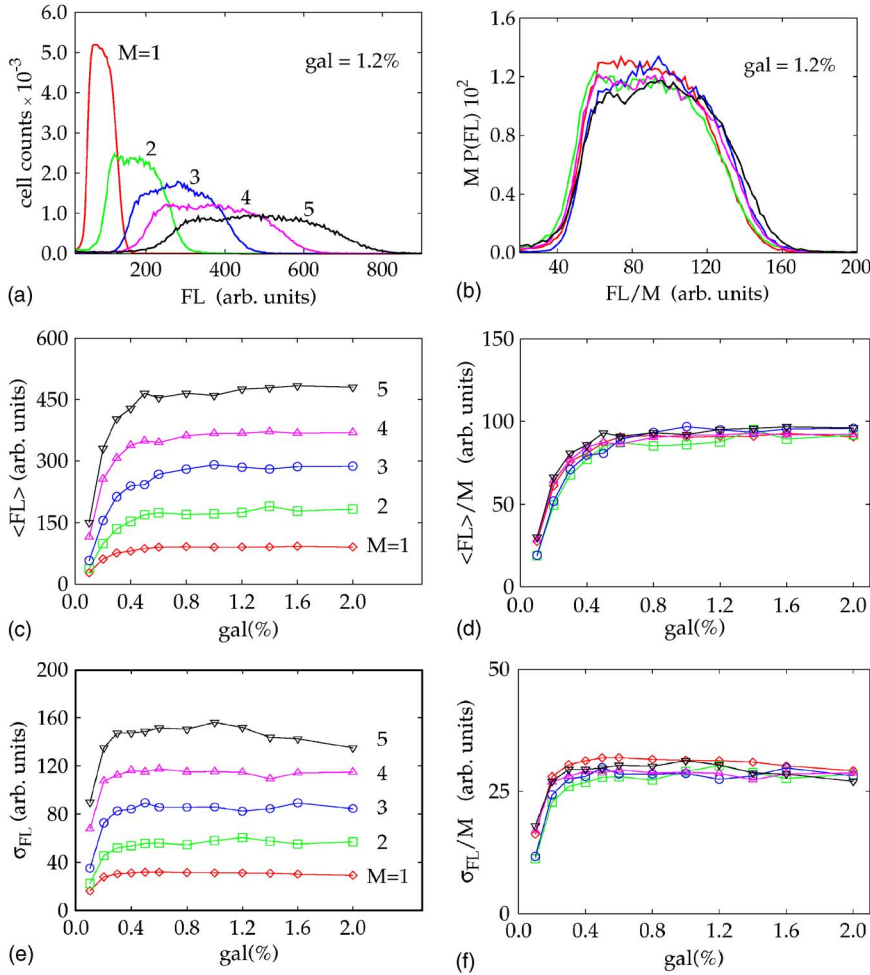 6.0
5.0
4.0
3.0
2.0
1.0
0.0
cell counts × 10⁻³
M=1
2
3
4
5
gal = 1.2%
200 400 600 800
FL (arb. units)
(a)
1.6
1.2
0.8
0.4
0.0
M P(FL) 10²
gal = 1.2%
40 80 120 160 200
FL/M (arb. units)
(b)
600
450
300
150
0
<FL> (arb. units)
5
4
3
2
M=1
0.0 0.4 0.8 1.2 1.6 2.0
gal(%)
(c)
150
100
50
0
<FL>/M (arb. units)
0.0 0.4 0.8 1.2 1.6 2.0
gal(%)
(d)
200
160
120
80
40
0
σFL (arb. units)
5
4
3
2
M=1
0.0 0.4 0.8 1.2 1.6 2.0
gal(%)
(e)
50
25
0
σFL/M (arb. units)
0.0 0.4 0.8 1.2 1.6 2.0
gal(%)
(f)